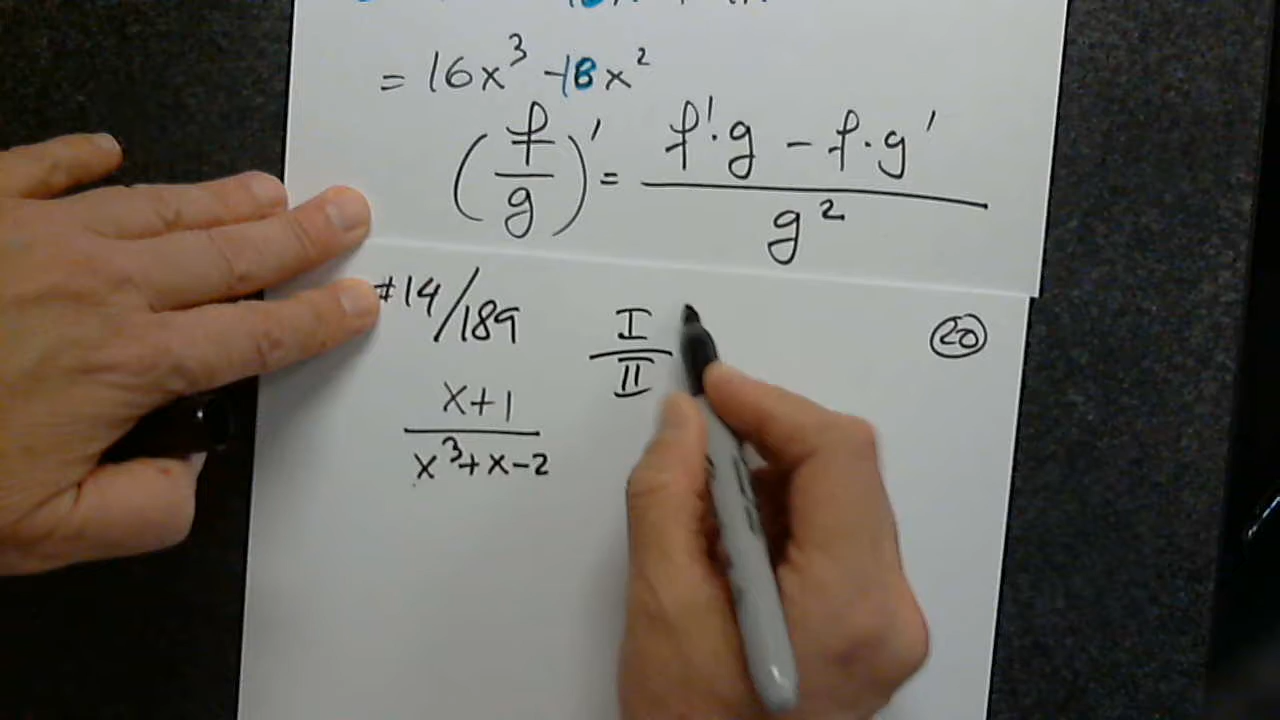 = 16x³ -18x²
(f/g)' = (f'·g - f·g')/g²
#14/189
I/II
20
(x+1)/(x³+x-2)